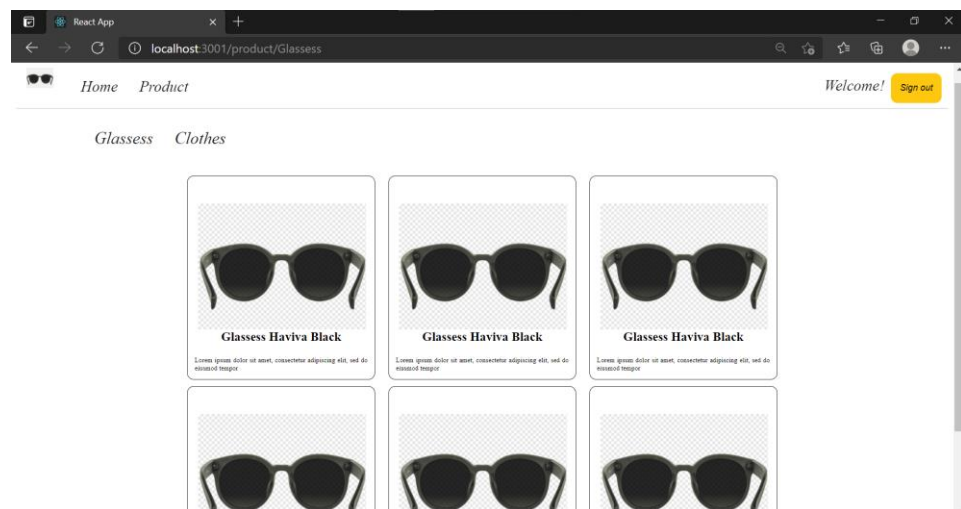 React App
localhost:3001/product/Glassess
Home Product Welcome! Sign out
Glassess Clothes
Glassess Haviva Black Glassess Haviva Black Glassess Haviva Black
Lorem ipsum dolor sit amet, consectetur adipiscing elit, sed do Lorem ipsum dolor sit amet, consectetur adipiscing elit, sed do Lorem ipsum dolor sit amet, consectetur adipiscing elit, sed do
eiusmod tempor eiusmod tempor eiusmod tempor